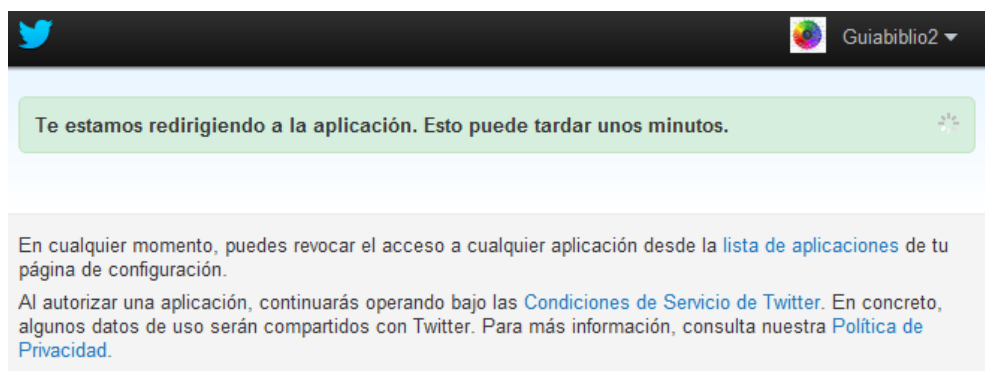 Guiabiblio2
Te estamos redirigiendo a la aplicación. Esto puede tardar unos minutos.
En cualquier momento, puedes revocar el acceso a cualquier aplicación desde la lista de aplicaciones de tu
página de configuración.
Al autorizar una aplicación, continuarás operando bajo las Condiciones de Servicio de Twitter. En concreto,
algunos datos de uso serán compartidos con Twitter. Para más información, consulta nuestra Política de
Privacidad.